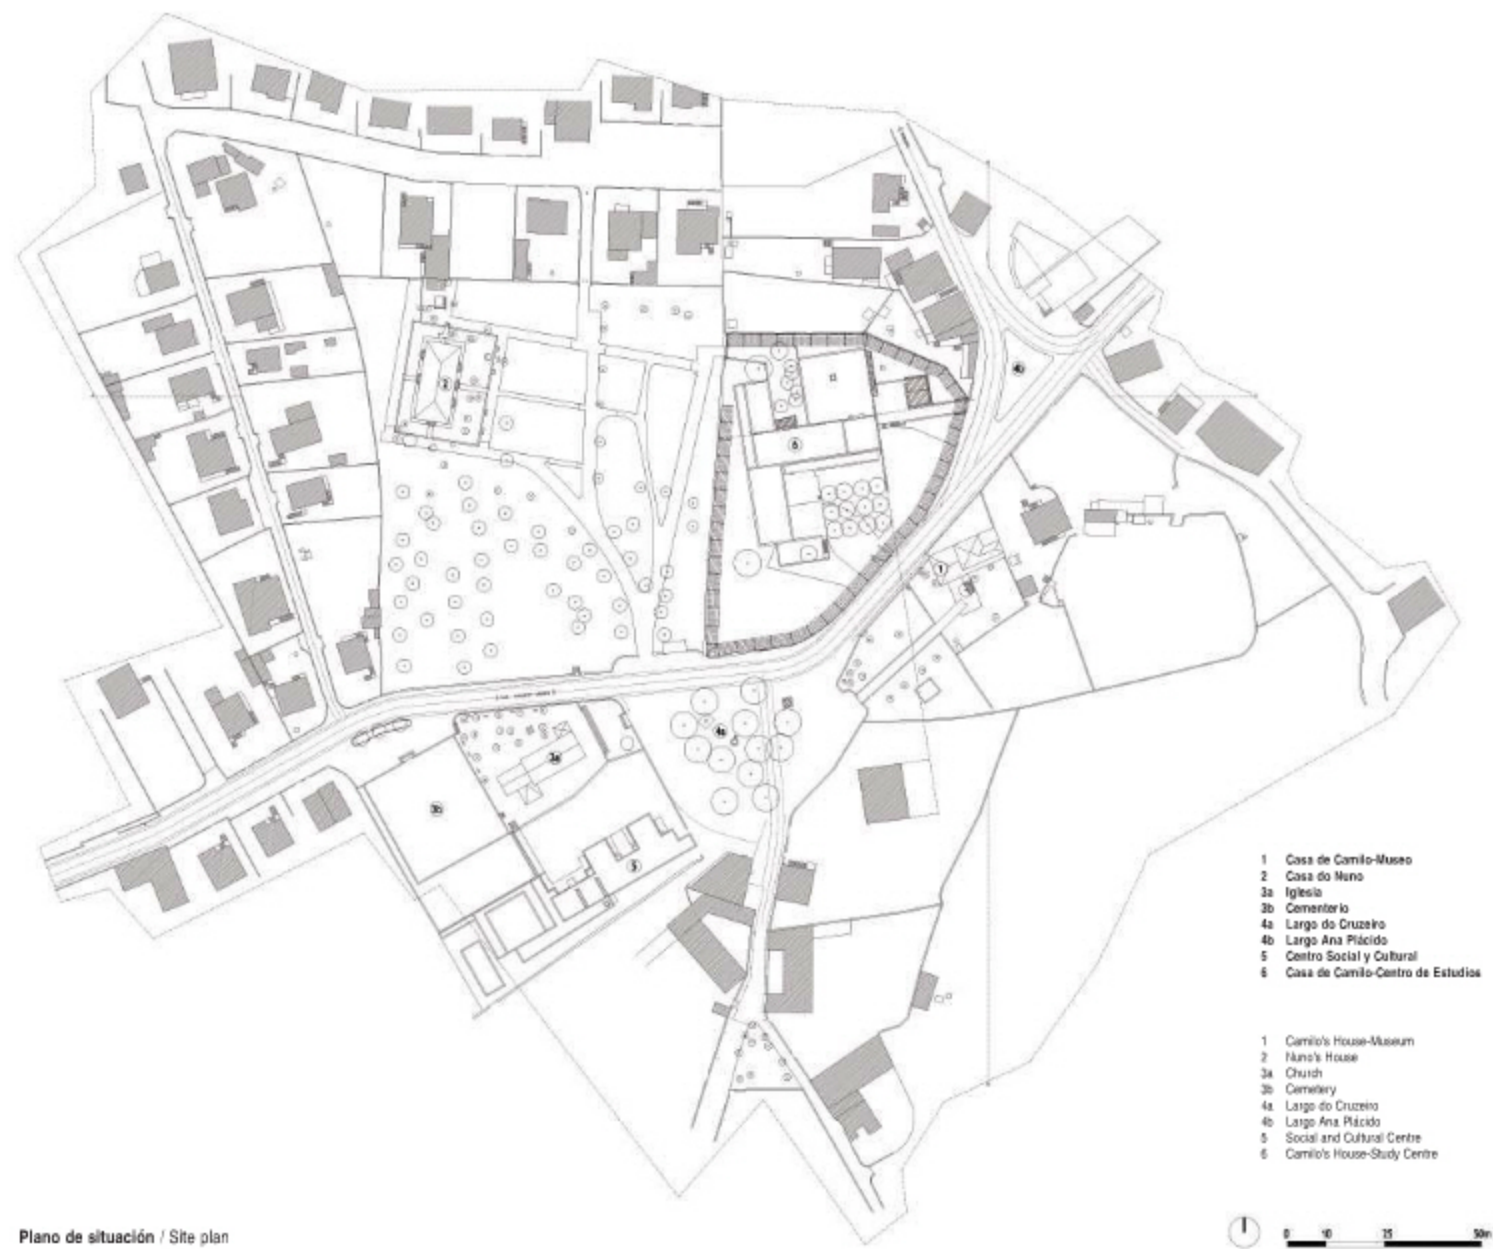 2
4b
6
1
4a
3a
3b
5
1 Casa de Camilo-Museo
2 Casa do Nuno
3a Iglesia
3b Cementerio
4a Largo do Cruzeiro
4b Largo Ana Plácido
5 Centro Social y Cultural
6 Casa de Camilo-Centro de Estudios
1 Camilo's House-Museum
2 Nuno's House
3a Church
3b Cemetery
4a Largo do Cruzeiro
4b Largo Ana Plácido
5 Social and Cultural Centre
6 Camilo's House-Study Centre
Plano de situación / Site plan
0 10 25 50m